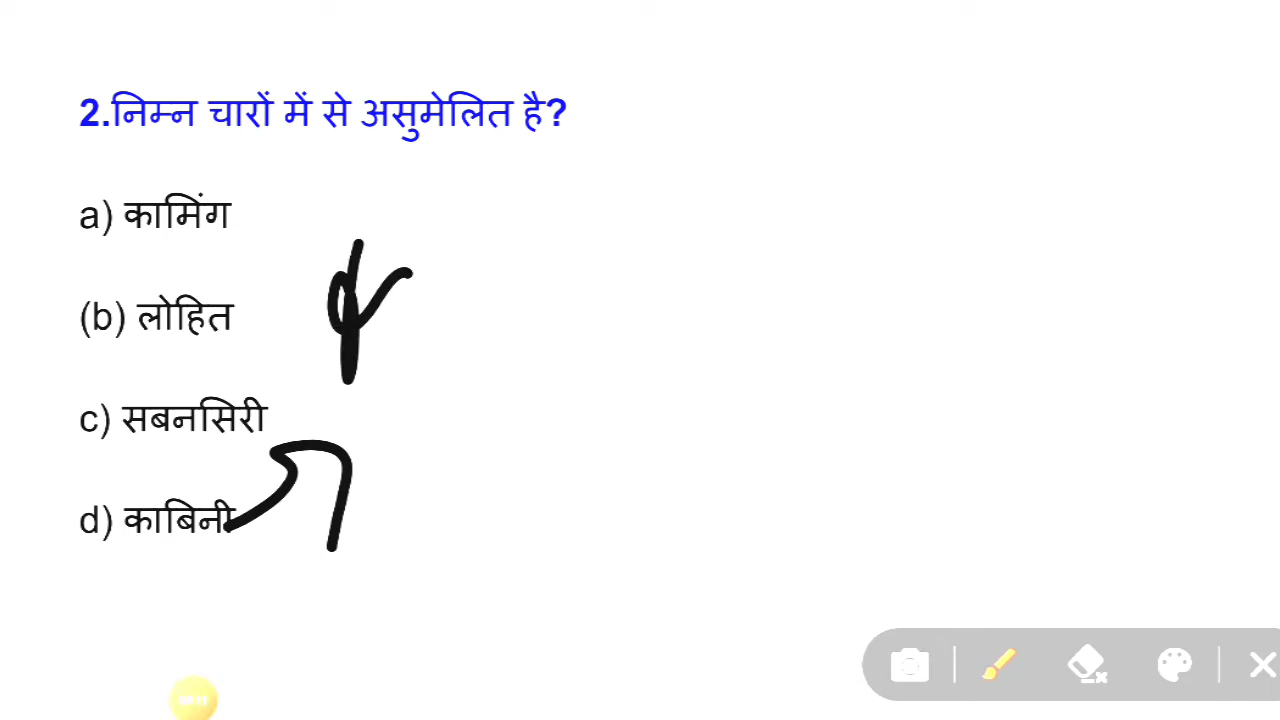 2.निम्न चारों में से असुमेलित है?
a) कामिंग
(b) लोहित
c) सबनसिरी
d) काबिनी